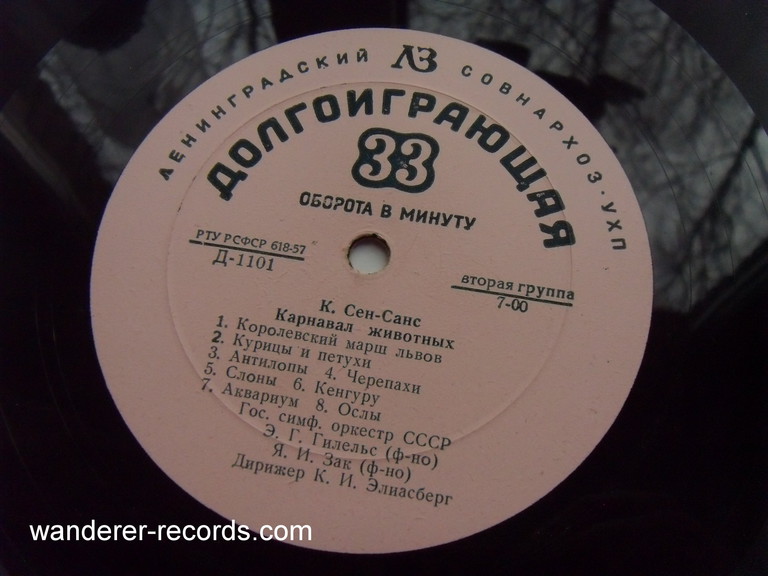 ЛЕНИНГРАДСКИЙ ЛЗ СОВНАРХОЗ·УХП
ДОЛГОИГРАЮЩАЯ
33
ОБОРОТА В МИНУТУ
РТУ РСФСР 618-57
Д-1101
вторая группа
7-00
К. Сен-Санс
Карнавал животных
1. Королевский марш львов
2. Курицы и петухи
3. Антилопы 4. Черепахи
5. Слоны 6. Кенгуру
7. Аквариум 8. Ослы
Гос. симф. оркестр СССР
Э. Г. Гилельс (ф-но)
Я. И. Зак (ф-но)
Дирижер К. И. Элиасберг
wanderer-records.com